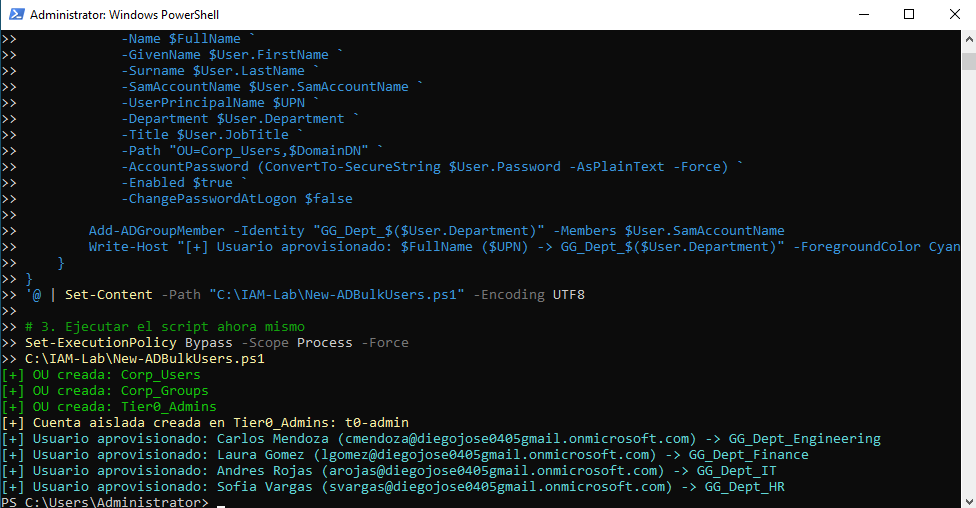 Administrator: Windows PowerShell
>>             -Name $FullName `
>>             -GivenName $User.FirstName `
>>             -Surname $User.LastName `
>>             -SamAccountName $User.SamAccountName `
>>             -UserPrincipalName $UPN `
>>             -Department $User.Department `
>>             -Title $User.JobTitle `
>>             -Path "OU=Corp_Users,$DomainDN" `
>>             -AccountPassword (ConvertTo-SecureString $User.Password -AsPlainText -Force) `
>>             -Enabled $true `
>>             -ChangePasswordAtLogon $false
>>
>>         Add-ADGroupMember -Identity "GG_Dept_$($User.Department)" -Members $User.SamAccountName
>>         Write-Host "[+] Usuario aprovisionado: $FullName ($UPN) -> GG_Dept_$($User.Department)" -ForegroundColor Cyan
>>     }
>> }
>> '@ | Set-Content -Path "C:\IAM-Lab\New-ADBulkUsers.ps1" -Encoding UTF8
>>
>> # 3. Ejecutar el script ahora mismo
>> Set-ExecutionPolicy Bypass -Scope Process -Force
>> C:\IAM-Lab\New-ADBulkUsers.ps1
[+] OU creada: Corp_Users
[+] OU creada: Corp_Groups
[+] OU creada: Tier0_Admins
[+] Cuenta aislada creada en Tier0_Admins: t0-admin
[+] Usuario aprovisionado: Carlos Mendoza (cmendoza@diegojose0405gmail.onmicrosoft.com) -> GG_Dept_Engineering
[+] Usuario aprovisionado: Laura Gomez (lgomez@diegojose0405gmail.onmicrosoft.com) -> GG_Dept_Finance
[+] Usuario aprovisionado: Andres Rojas (arojas@diegojose0405gmail.onmicrosoft.com) -> GG_Dept_IT
[+] Usuario aprovisionado: Sofia Vargas (svargas@diegojose0405gmail.onmicrosoft.com) -> GG_Dept_HR
PS C:\Users\Administrator> _